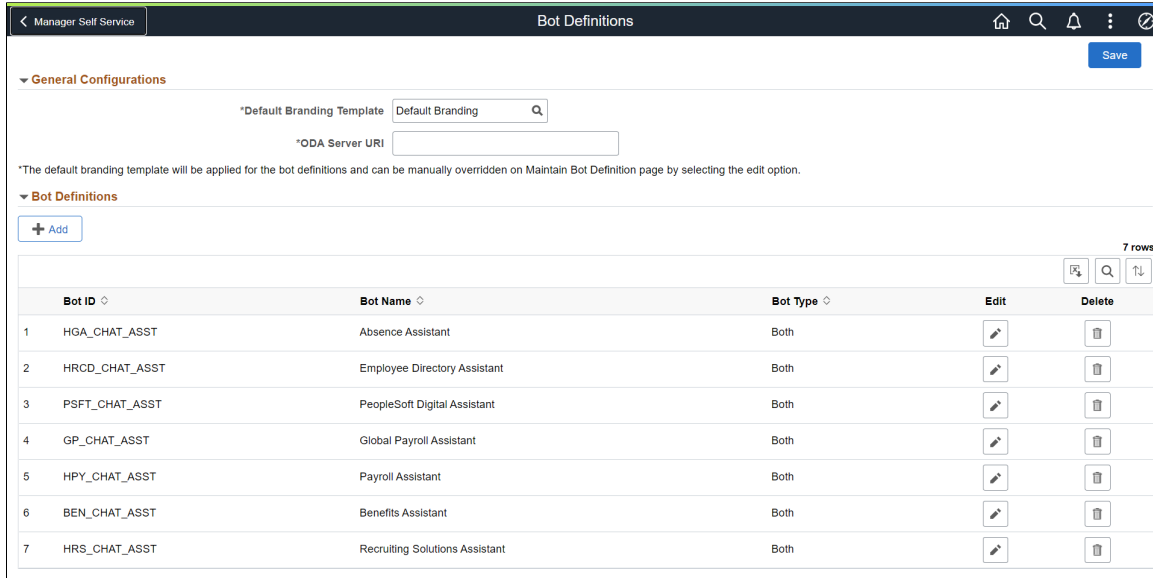 Manager Self Service
Bot Definitions
Save
General Configurations
*Default Branding Template Default Branding
*ODA Server URI
*The default branding template will be applied for the bot definitions and can be manually overridden on Maintain Bot Definition page by selecting the edit option.
Bot Definitions
Add
7 rows
Bot ID Bot Name Bot Type Edit Delete
1 HGA_CHAT_ASST Absence Assistant Both
2 HRCD_CHAT_ASST Employee Directory Assistant Both
3 PSFT_CHAT_ASST PeopleSoft Digital Assistant Both
4 GP_CHAT_ASST Global Payroll Assistant Both
5 HPY_CHAT_ASST Payroll Assistant Both
6 BEN_CHAT_ASST Benefits Assistant Both
7 HRS_CHAT_ASST Recruiting Solutions Assistant Both